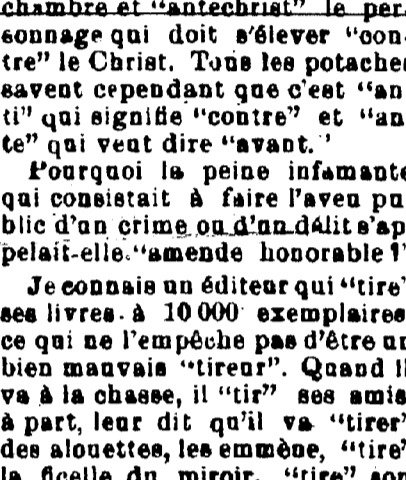 chambre et "antechrist" le per
sonnage qui doit s'élever "con
tre" le Christ. Tous les potache
savent cependant que c'est "an
ti" qui signifie "contre" et "an
te" qui veut dire "avant."
Pourquoi la peine infamante
qui consistait à faire l'aveu pu
blic d'un crime ou d'un délit s'ap
pelait-elle "amende honorable ?"
Je connais un éditeur qui "tire"
ses livres à 10 000 exemplaires
ce qui ne l'empêche pas d'être un
bien mauvais "tireur". Quand il
va à la chasse, il "tir" ses amis
à part, leur dit qu'il va "tirer"
des alouettes, les emmène, "tire"
la ficelle du miroir, "tire" son